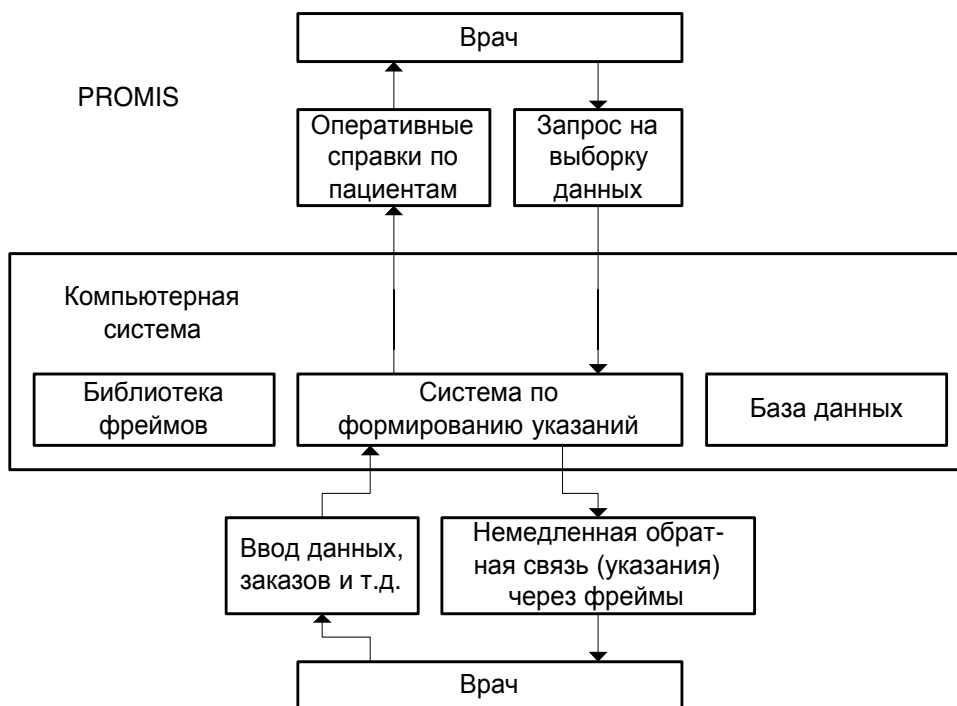 Врач
PROMIS
Оперативные
справки по
пациентам
Запрос на
выборку
данных
Компьютерная
система
Библиотека
фреймов
Система по
формированию указаний
База данных
Ввод данных,
заказов и т.д.
Немедленная обрат-
ная связь (указания)
через фреймы
Врач